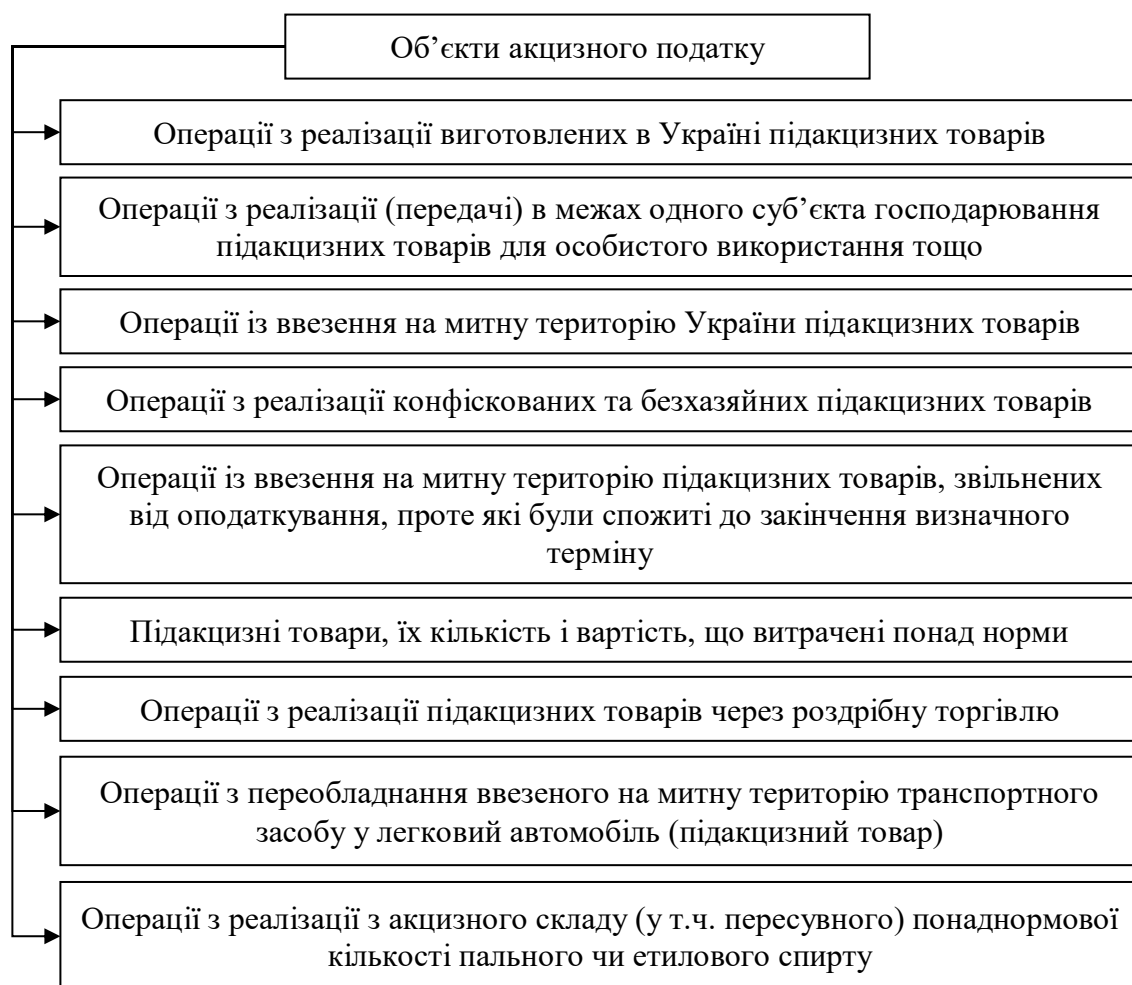 Об’єкти акцизного податку
Операції з реалізації виготовлених в Україні підакцизних товарів
Операції з реалізації (передачі) в межах одного суб’єкта господарювання
підакцизних товарів для особистого використання тощо
Операції із ввезення на митну територію України підакцизних товарів
Операції з реалізації конфіскованих та безхазяйних підакцизних товарів
Операції із ввезення на митну територію підакцизних товарів, звільнених
від оподаткування, проте які були спожиті до закінчення визначного
терміну
Підакцизні товари, їх кількість і вартість, що витрачені понад норми
Операції з реалізації підакцизних товарів через роздрібну торгівлю
Операції з переобладнання ввезеного на митну територію транспортного
засобу у легковий автомобіль (підакцизний товар)
Операції з реалізації з акцизного складу (у т.ч. пересувного) понаднормової
кількості пального чи етилового спирту